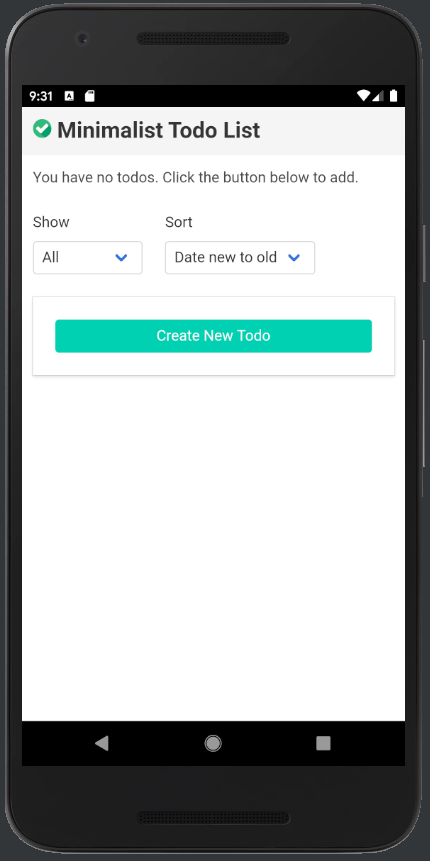 9:31 A
Minimalist Todo List
You have no todos. Click the button below to add.
Show Sort
All Date new to old
Create New Todo